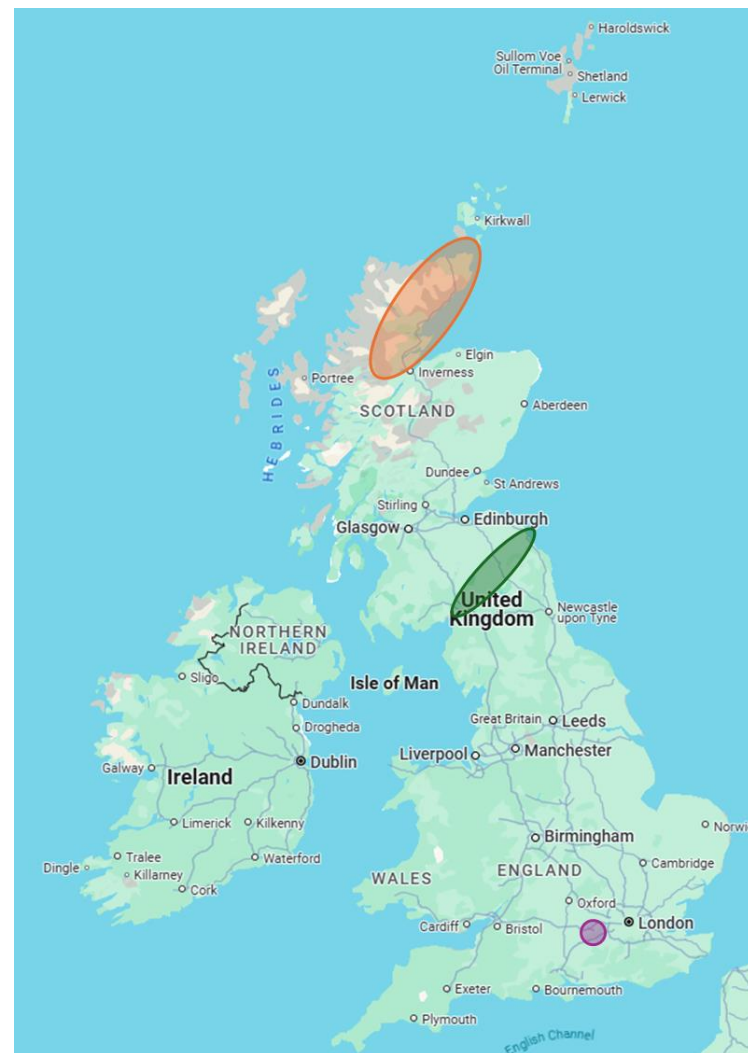 Haroldswick
Sullom Voe
Oil Terminal
Shetland
Lerwick
Kirkwall
Elgin
Inverness
Portree
HEBRIDES
SCOTLAND
Aberdeen
Dundee
St Andrews
Stirling
Edinburgh
Glasgow
United
Kingdom
Newcastle
upon Tyne
NORTHERN
IRELAND
Sligo
Isle of Man
Dundalk
Drogheda
Great Britain
Leeds
Manchester
Liverpool
Dublin
Galway
Ireland
Limerick
Kilkenny
Birmingham
Norwi
Tralee
Waterford
Dingle
Killarney
Cork
WALES
ENGLAND
Cambridge
Oxford
Cardiff
Bristol
London
Exeter
Bournemouth
Plymouth
English Channel